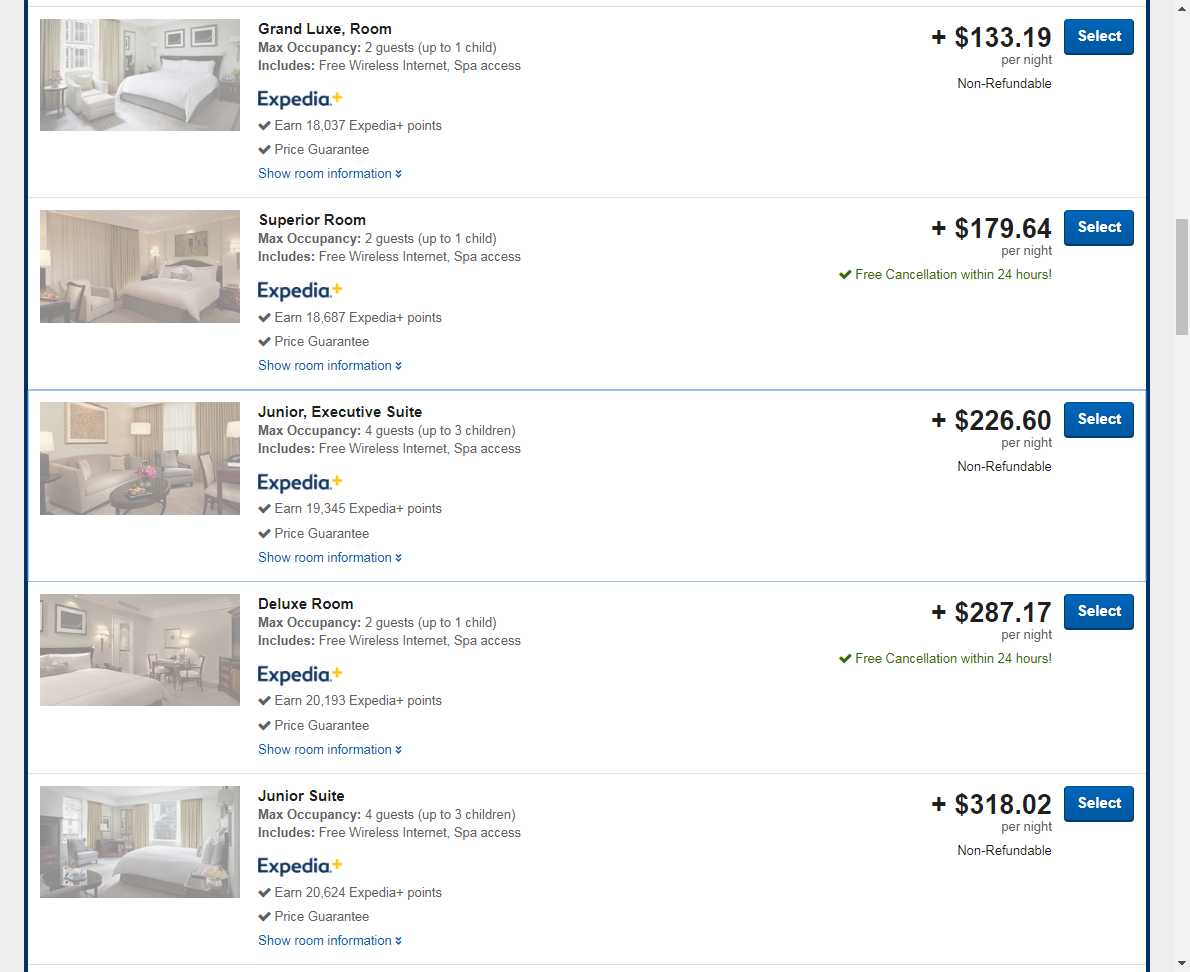 Grand Luxe, Room
Max Occupancy: 2 guests (up to 1 child)
Includes: Free Wireless Internet, Spa access
Expedia.+
Earn 18,037 Expedia+ points
Price Guarantee
Show room information
+ $133.19
per night
Non-Refundable
Select
Superior Room
Max Occupancy: 2 guests (up to 1 child)
Includes: Free Wireless Internet, Spa access
Expedia.+
Earn 18,687 Expedia+ points
Price Guarantee
Show room information
+ $179.64
per night
Free Cancellation within 24 hours!
Select
Junior, Executive Suite
Max Occupancy: 4 guests (up to 3 children)
Includes: Free Wireless Internet, Spa access
Expedia.+
Earn 19,345 Expedia+ points
Price Guarantee
Show room information
+ $226.60
per night
Non-Refundable
Select
Deluxe Room
Max Occupancy: 2 guests (up to 1 child)
Includes: Free Wireless Internet, Spa access
Expedia.+
Earn 20,193 Expedia+ points
Price Guarantee
Show room information
+ $287.17
per night
Free Cancellation within 24 hours!
Select
Junior Suite
Max Occupancy: 4 guests (up to 3 children)
Includes: Free Wireless Internet, Spa access
Expedia.+
Earn 20,624 Expedia+ points
Price Guarantee
Show room information
+ $318.02
per night
Non-Refundable
Select